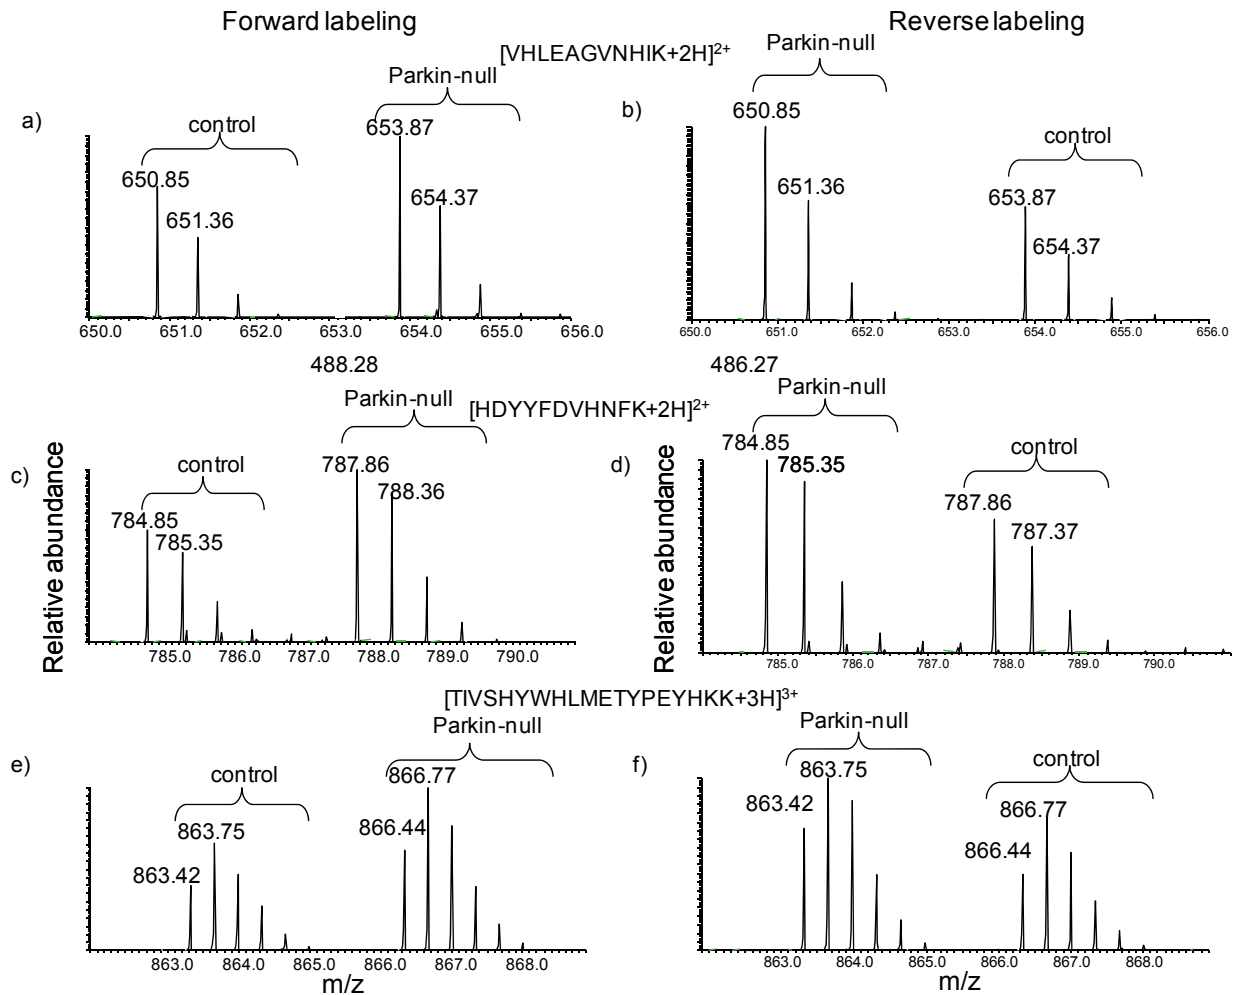 Forward labeling
Reverse labeling
[VHLEAGVNHIK+2H]2+
a)
control
Parkin-null
650.85
651.36
653.87
654.37
650.0 651.0 652.0 653.0 654.0 655.0 656.0
b)
Parkin-null
control
650.85
651.36
653.87
654.37
650.0 651.0 652.0 653.0 654.0 655.0 656.0
488.28
486.27
[HDYYFDVHNFK+2H]2+
c)
Relative abundance
control
Parkin-null
784.85
785.35
787.86
788.36
785.0 786.0 787.0 788.0 789.0 790.0
d)
Relative abundance
Parkin-null
control
784.85
785.35
787.86
787.37
785.0 786.0 787.0 788.0 789.0 790.0
[TIVSHYWHLMETYPEYHKK+3H]3+
e)
control
Parkin-null
863.42
863.75
866.44
866.77
863.0 864.0 865.0 866.0 867.0 868.0
m/z
f)
Parkin-null
control
863.42
863.75
866.44
866.77
863.0 864.0 865.0 866.0 867.0 868.0
m/z